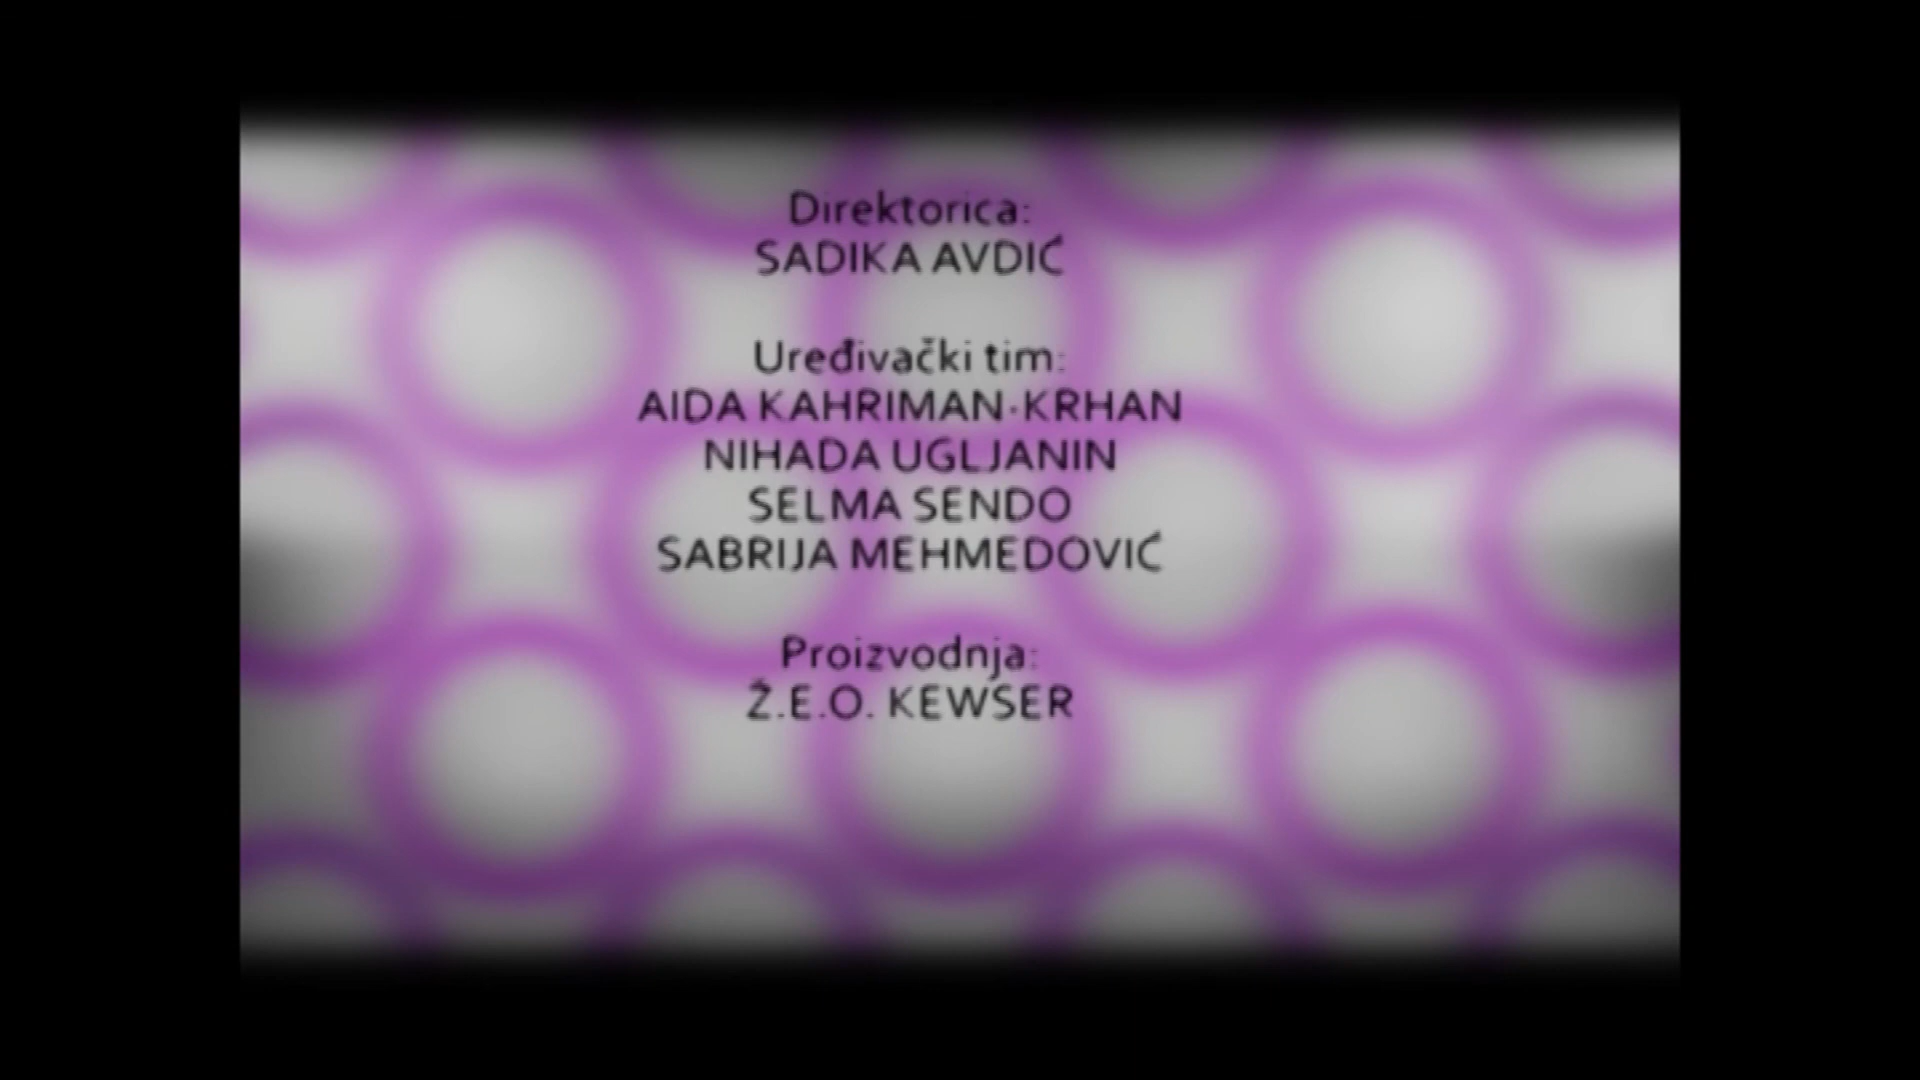 Direktorica:
SADIKA AVDIĆ
Uređivački tim:
AIDA KAHRIMAN-KRHAN
NIHADA UGLJANIN
SELMA SENDO
SABRIJA MEHMEDOVIĆ
Proizvodnja:
Ž.E.O. KEWSER